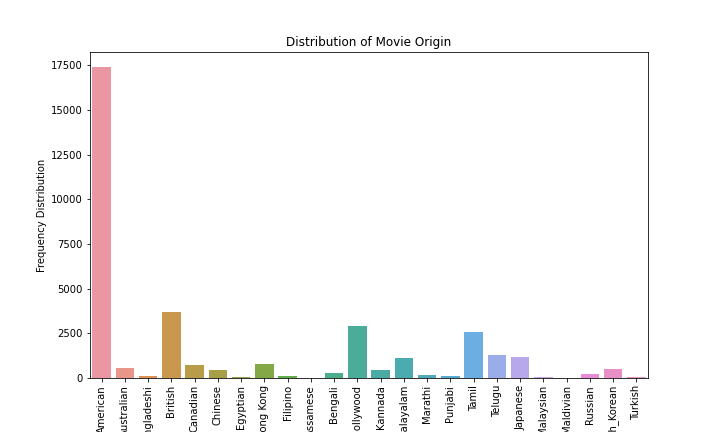 Distribution of Movie Origin
Frequency Distribution
17500
15000
12500
10000
7500
5000
2500
0
American
ustralian
ngladeshi
British
Canadian
Chinese
Egyptian
ong Kong
Filipino
ssamese
Bengali
ollywood
Kannada
alayalam
Marathi
Punjabi
Tamil
Telugu
Japanese
Malaysian
Maldivian
Russian
h_Korean
Turkish